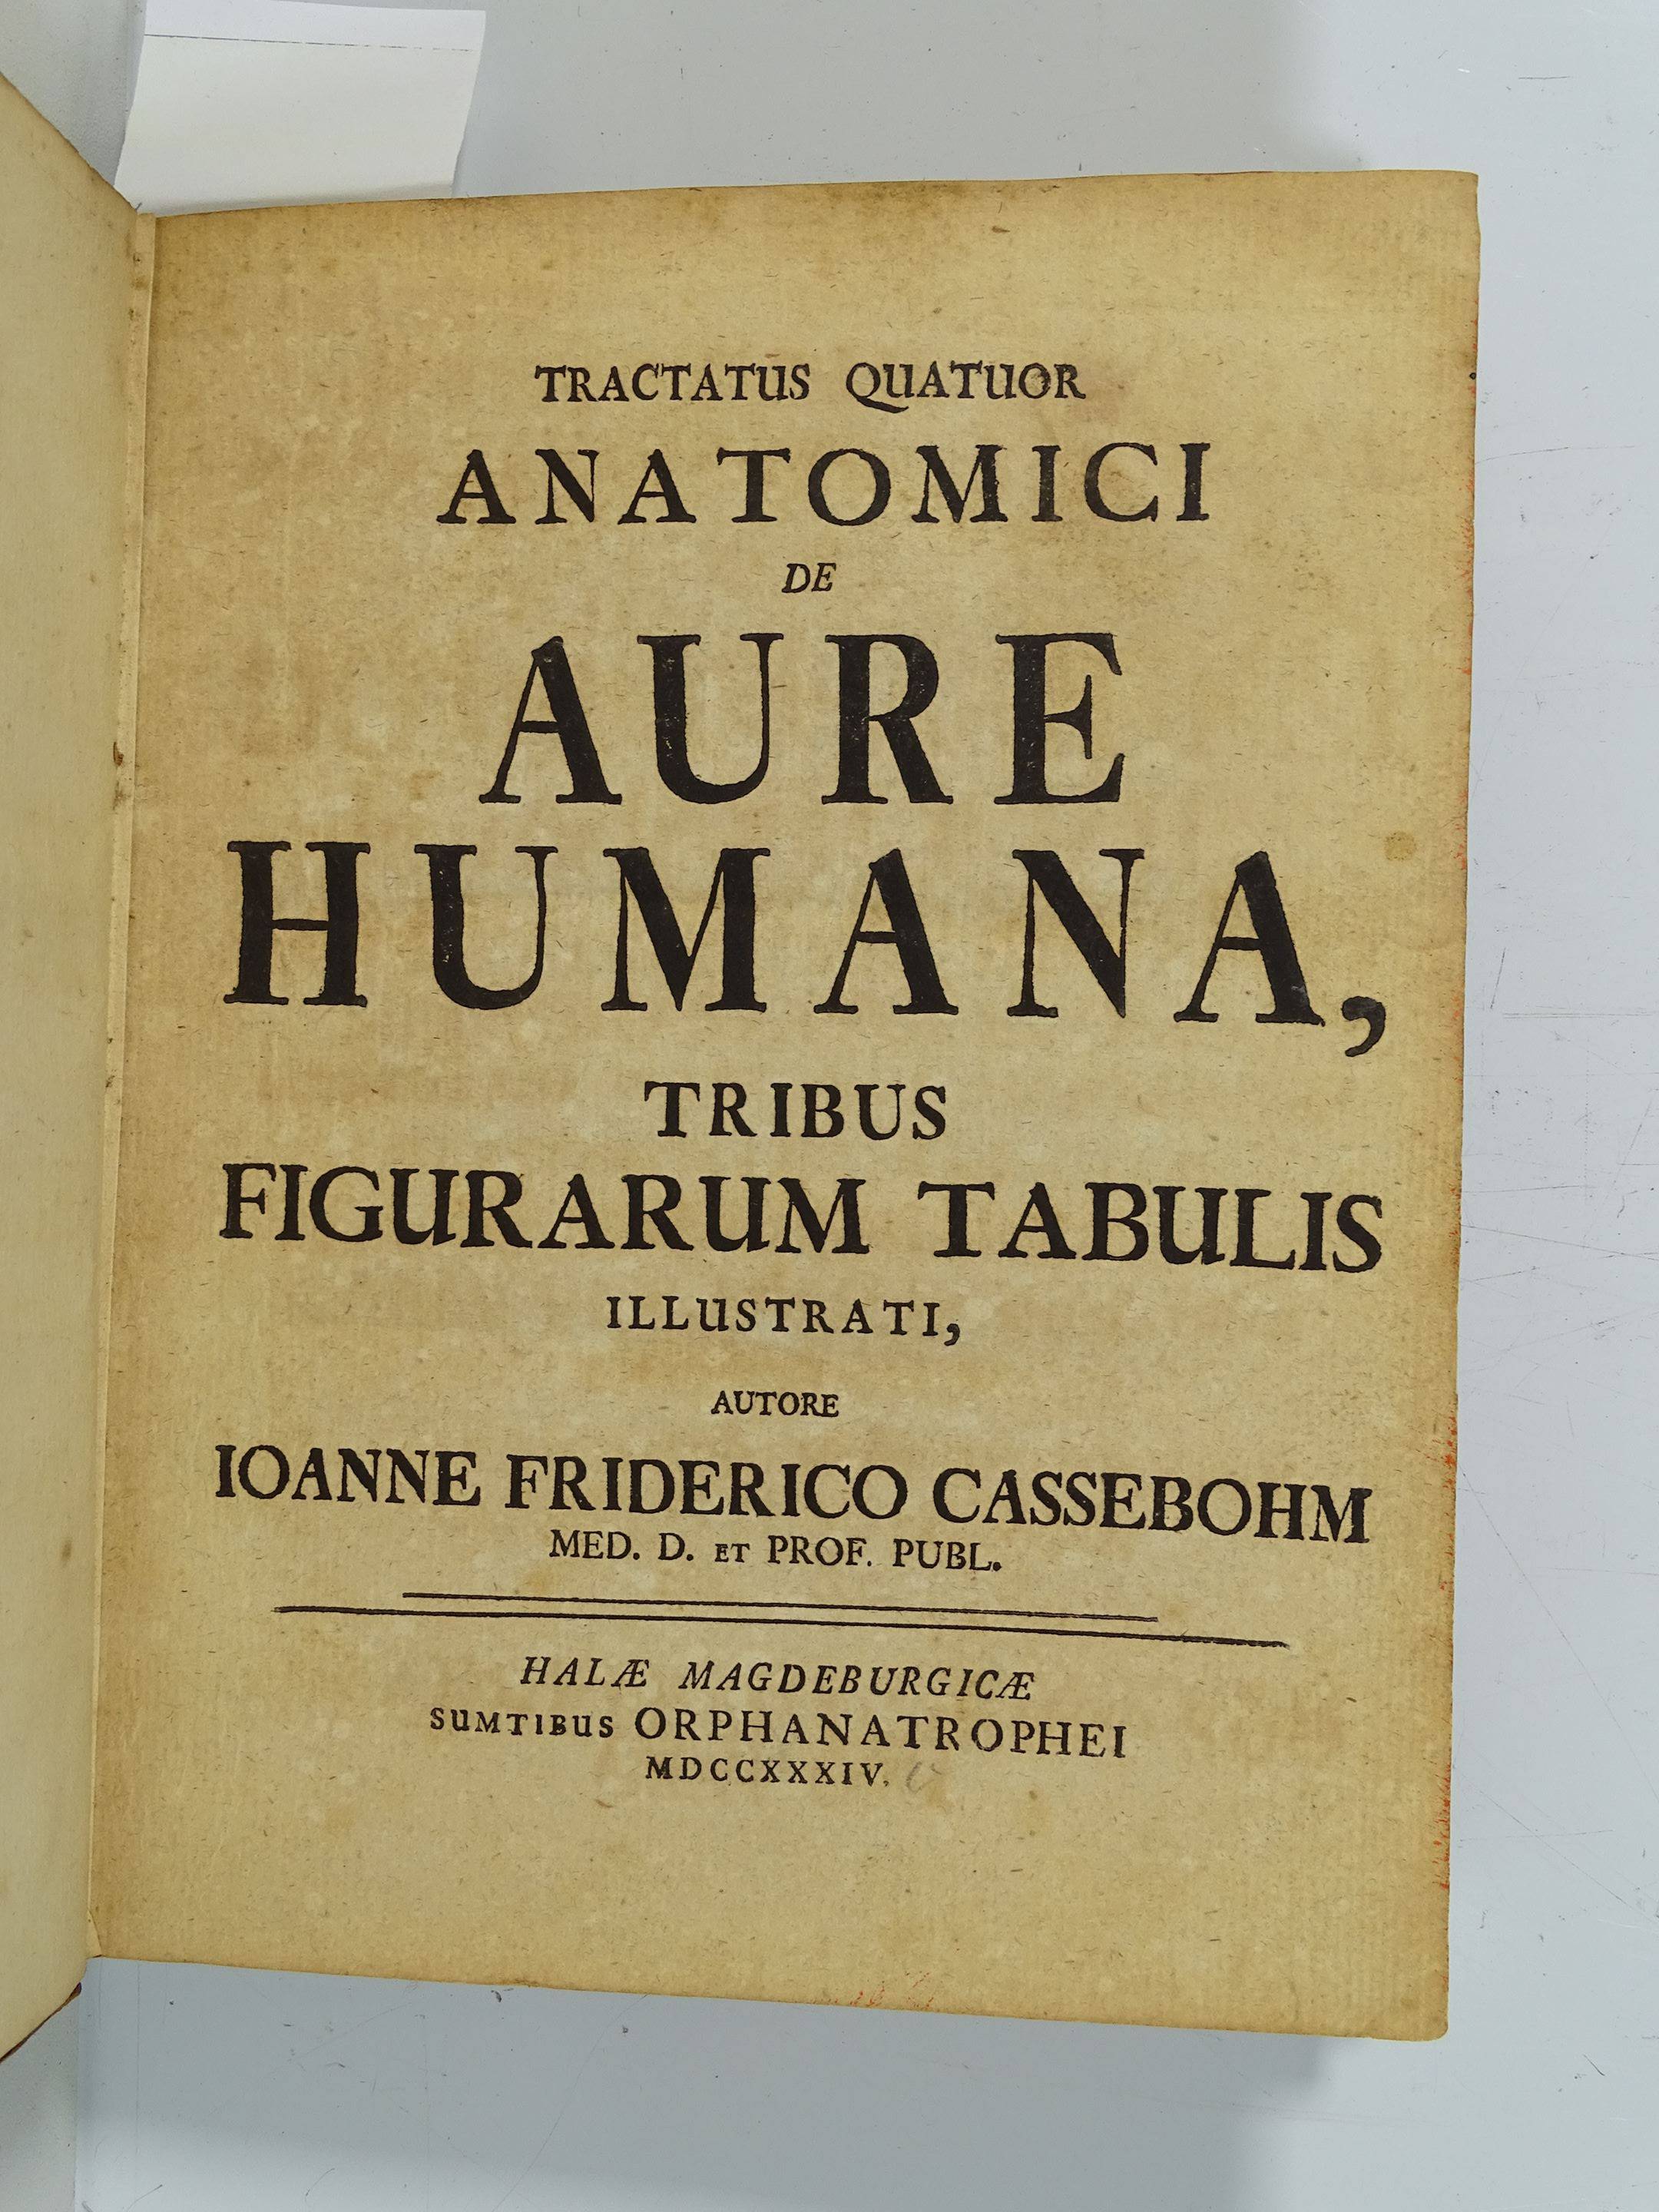 TRACTATUS QUATUOR
ANATOMICI
DE
AURE
HUMANA,
TRIBUS
FIGURARUM TABULIS
ILLUSTRATI,
AUTORE
IOANNE FRIDERICO CASSEBOHM
MED. D. ET PROF. PUBL.
HALÆ MAGDEBURGICÆ
SUMTIBUS ORPHANATROPHEI
MDCCXXXIV.